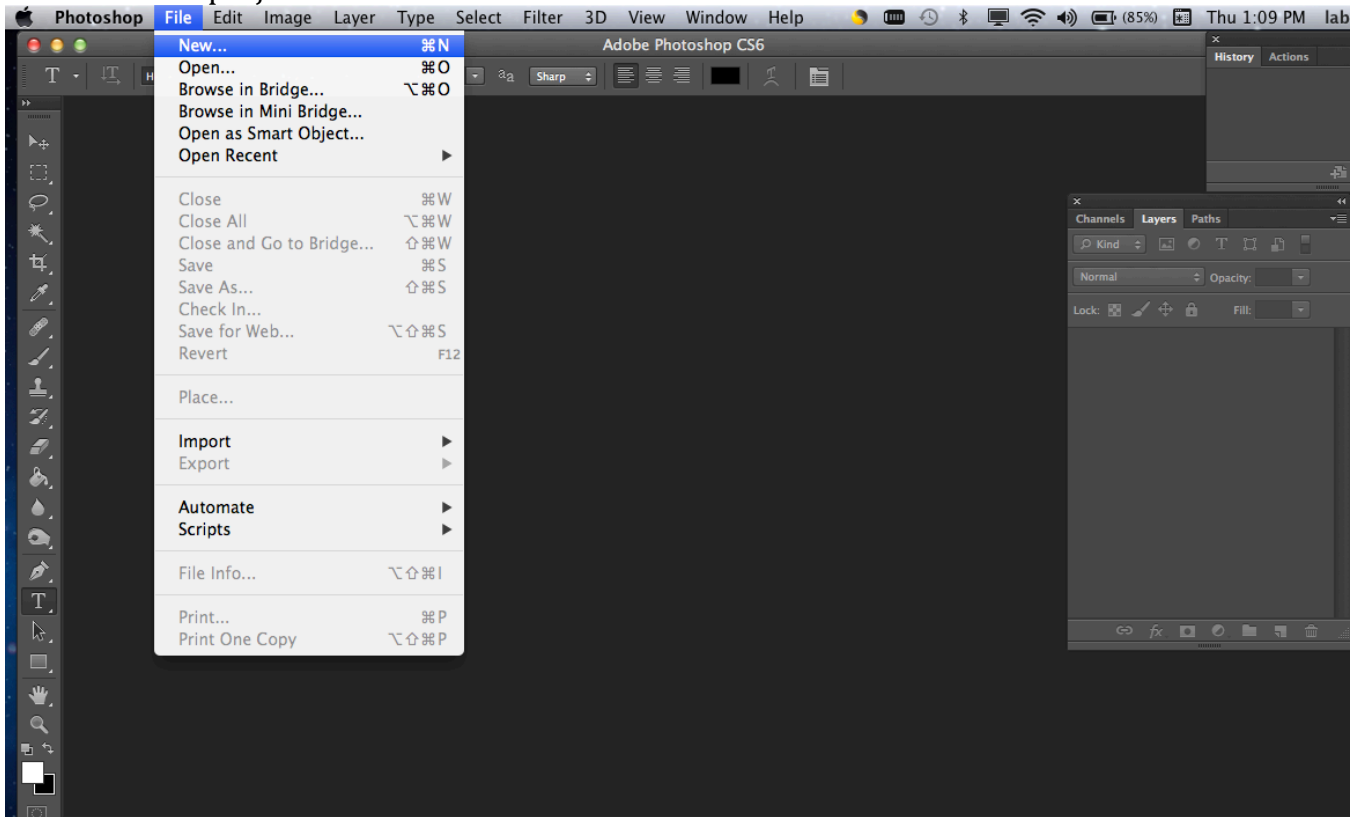 Photoshop File Edit Image Layer Type Select Filter 3D View Window Help (85%) Thu 1:09 PM lab
Adobe Photoshop CS6
T H aa Sharp
New... ⌘N
Open... ⌘O
Browse in Bridge... ⌥⌘O
Browse in Mini Bridge...
Open as Smart Object...
Open Recent ▶
Close ⌘W
Close All ⌥⌘W
Close and Go to Bridge... ⇧⌘W
Save ⌘S
Save As... ⇧⌘S
Check In...
Save for Web... ⌥⇧⌘S
Revert F12
Place...
Import ▶
Export ▶
Automate ▶
Scripts ▶
File Info... ⌥⇧⌘I
Print... ⌘P
Print One Copy ⌥⇧⌘P
History Actions
Channels Layers Paths
Kind
Normal Opacity:
Lock: Fill:
fx